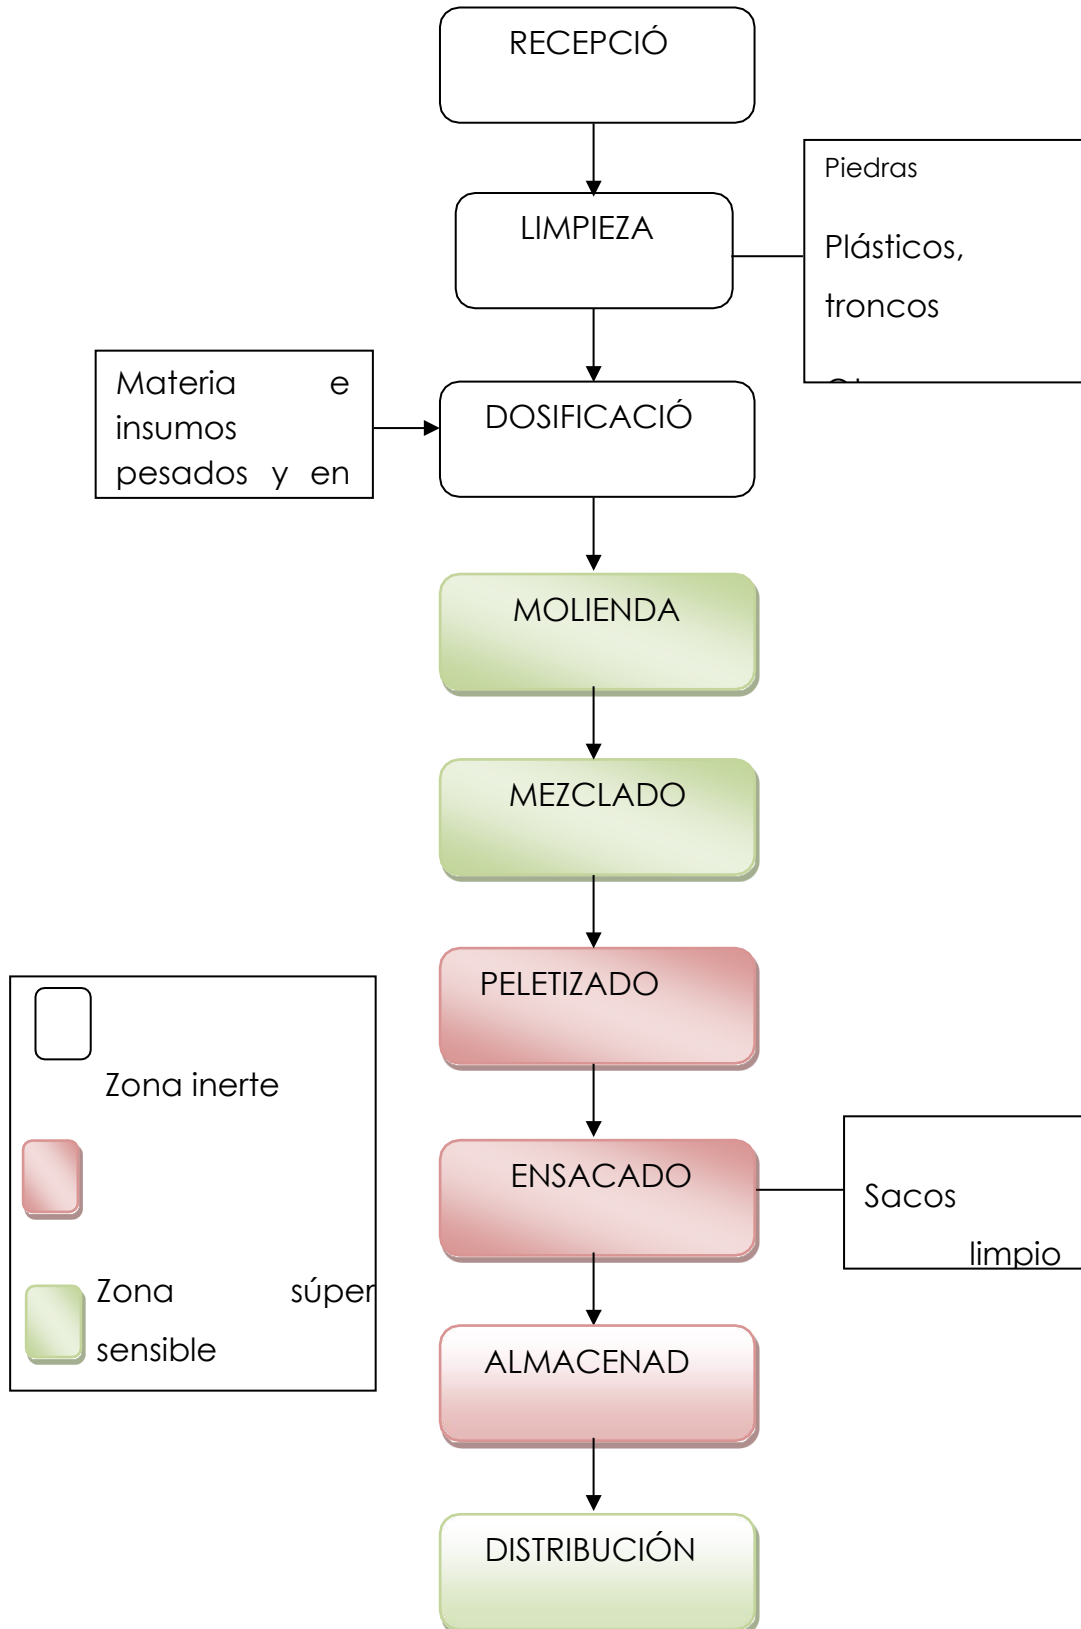 RECEPCIÓ
LIMPIEZA
Piedras
Plásticos,
troncos
Materia e
insumos
pesados y en
DOSIFICACIÓ
MOLIENDA
MEZCLADO
PELETIZADO
Zona inerte
ENSACADO
Sacos
limpio
Zona súper
sensible
ALMACENAD
DISTRIBUCIÓN